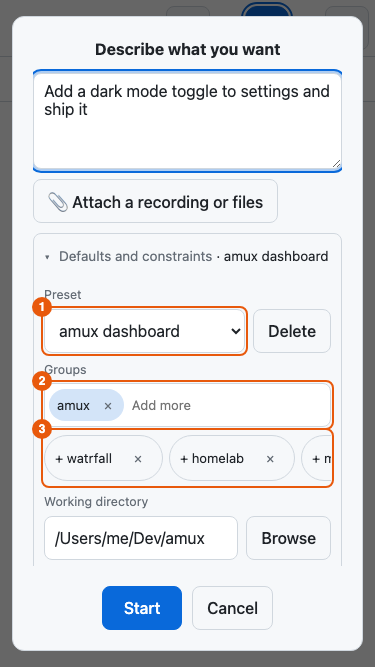 Describe what you want
Add a dark mode toggle to settings and
ship it
Attach a recording or files
▾ Defaults and constraints · amux dashboard
Preset
1
amux dashboard
Delete
Groups
2
amux × Add more
3
+ watrfall × + homelab ×
Working directory
/Users/me/Dev/amux
Browse
Start
Cancel